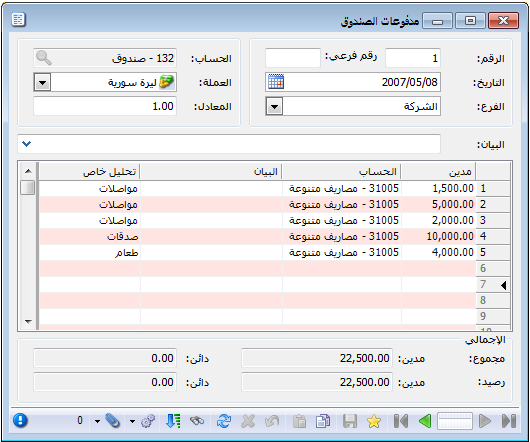 مدفوعات الصندوق
الرقم: 1 رقم فرعي: الحساب: 132 - صندوق
التاريخ: 2007/05/08 العملة: ليرة سورية
الفرع: الشركة المعادل: 1.00
البيان:
مدين الحساب البيان تحليل خاص
1 1,500.00 31005 - مصاريف متنوعة مواصلات
2 5,000.00 31005 - مصاريف متنوعة مواصلات
3 2,000.00 31005 - مصاريف متنوعة مواصلات
4 10,000.00 31005 - مصاريف متنوعة صدقات
5 4,000.00 31005 - مصاريف متنوعة طعام
6
7
8
9
10
الإجمالي
مجموع: مدين: 22,500.00 دائن: 0.00
رصيد: مدين: 22,500.00 دائن: 0.00
0